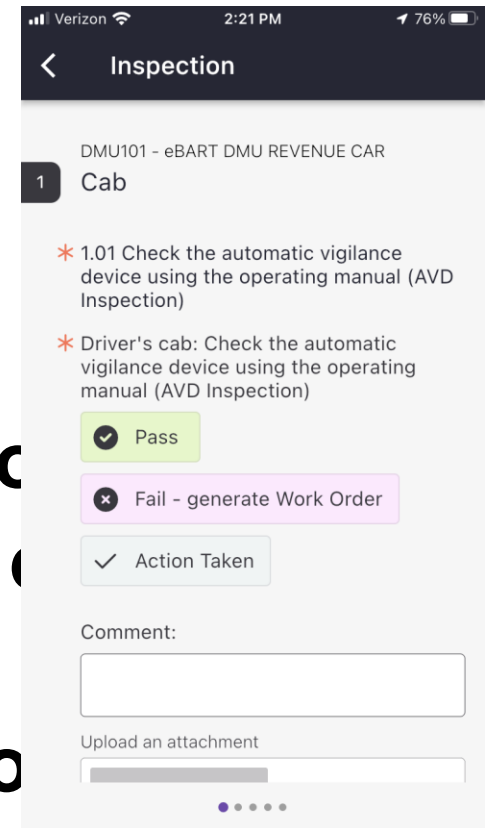 Verizon 2:21 PM 76%
Inspection
DMU101 - eBART DMU REVENUE CAR
1 Cab
* 1.01 Check the automatic vigilance
device using the operating manual (AVD
Inspection)
* Driver's cab: Check the automatic
vigilance device using the operating
manual (AVD Inspection)
Pass
Fail - generate Work Order
Action Taken
Comment:
Upload an attachment